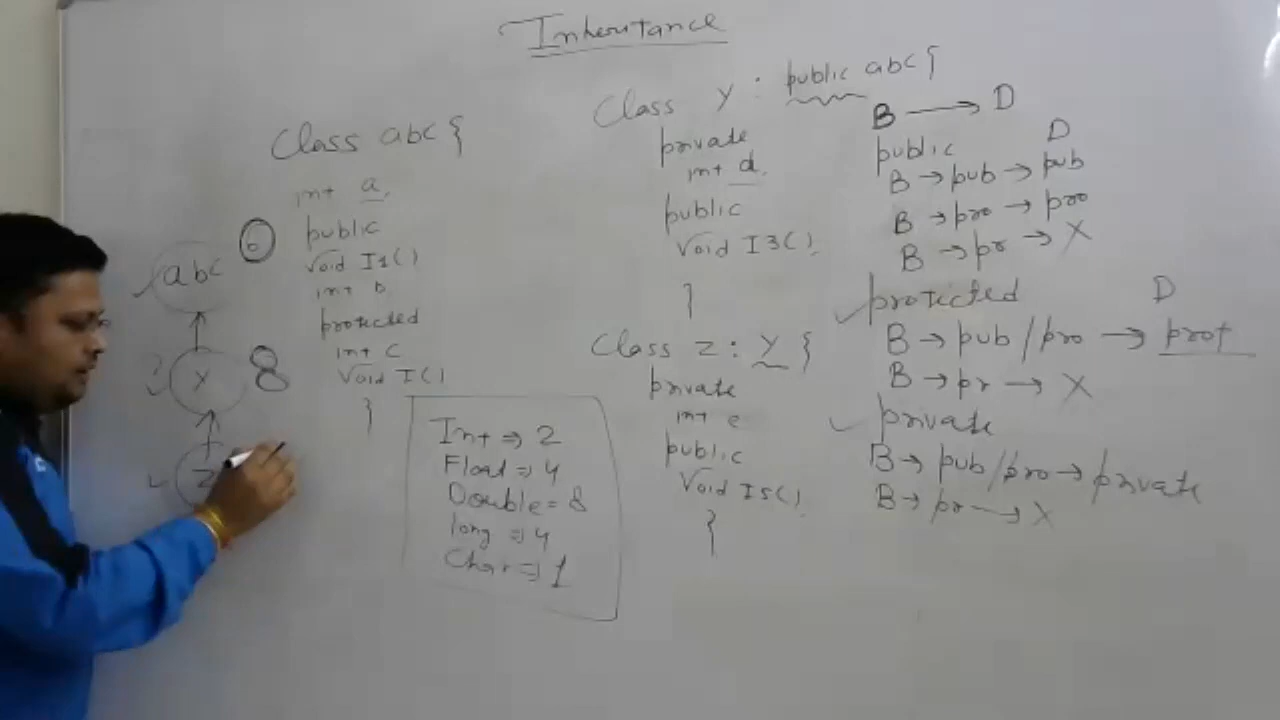 Inheritance
abc
6
y
8
z
Class abc {
int a,
public
void I1()
int b
protected
int c
void I()
}
Int => 2
Float => 4
Double = 8
long => 4
Char => 1
Class y : public abc {
private
int d,
public
void I3(),
}
Class z : y {
private
int e
public
void I5(),
}
B → D
public D
B → pub → pub
B → pro → pro
B → pr → X
protected D
B → pub/pro → prot
B → pr → X
private
B → pub/pro → private
B → pr → X